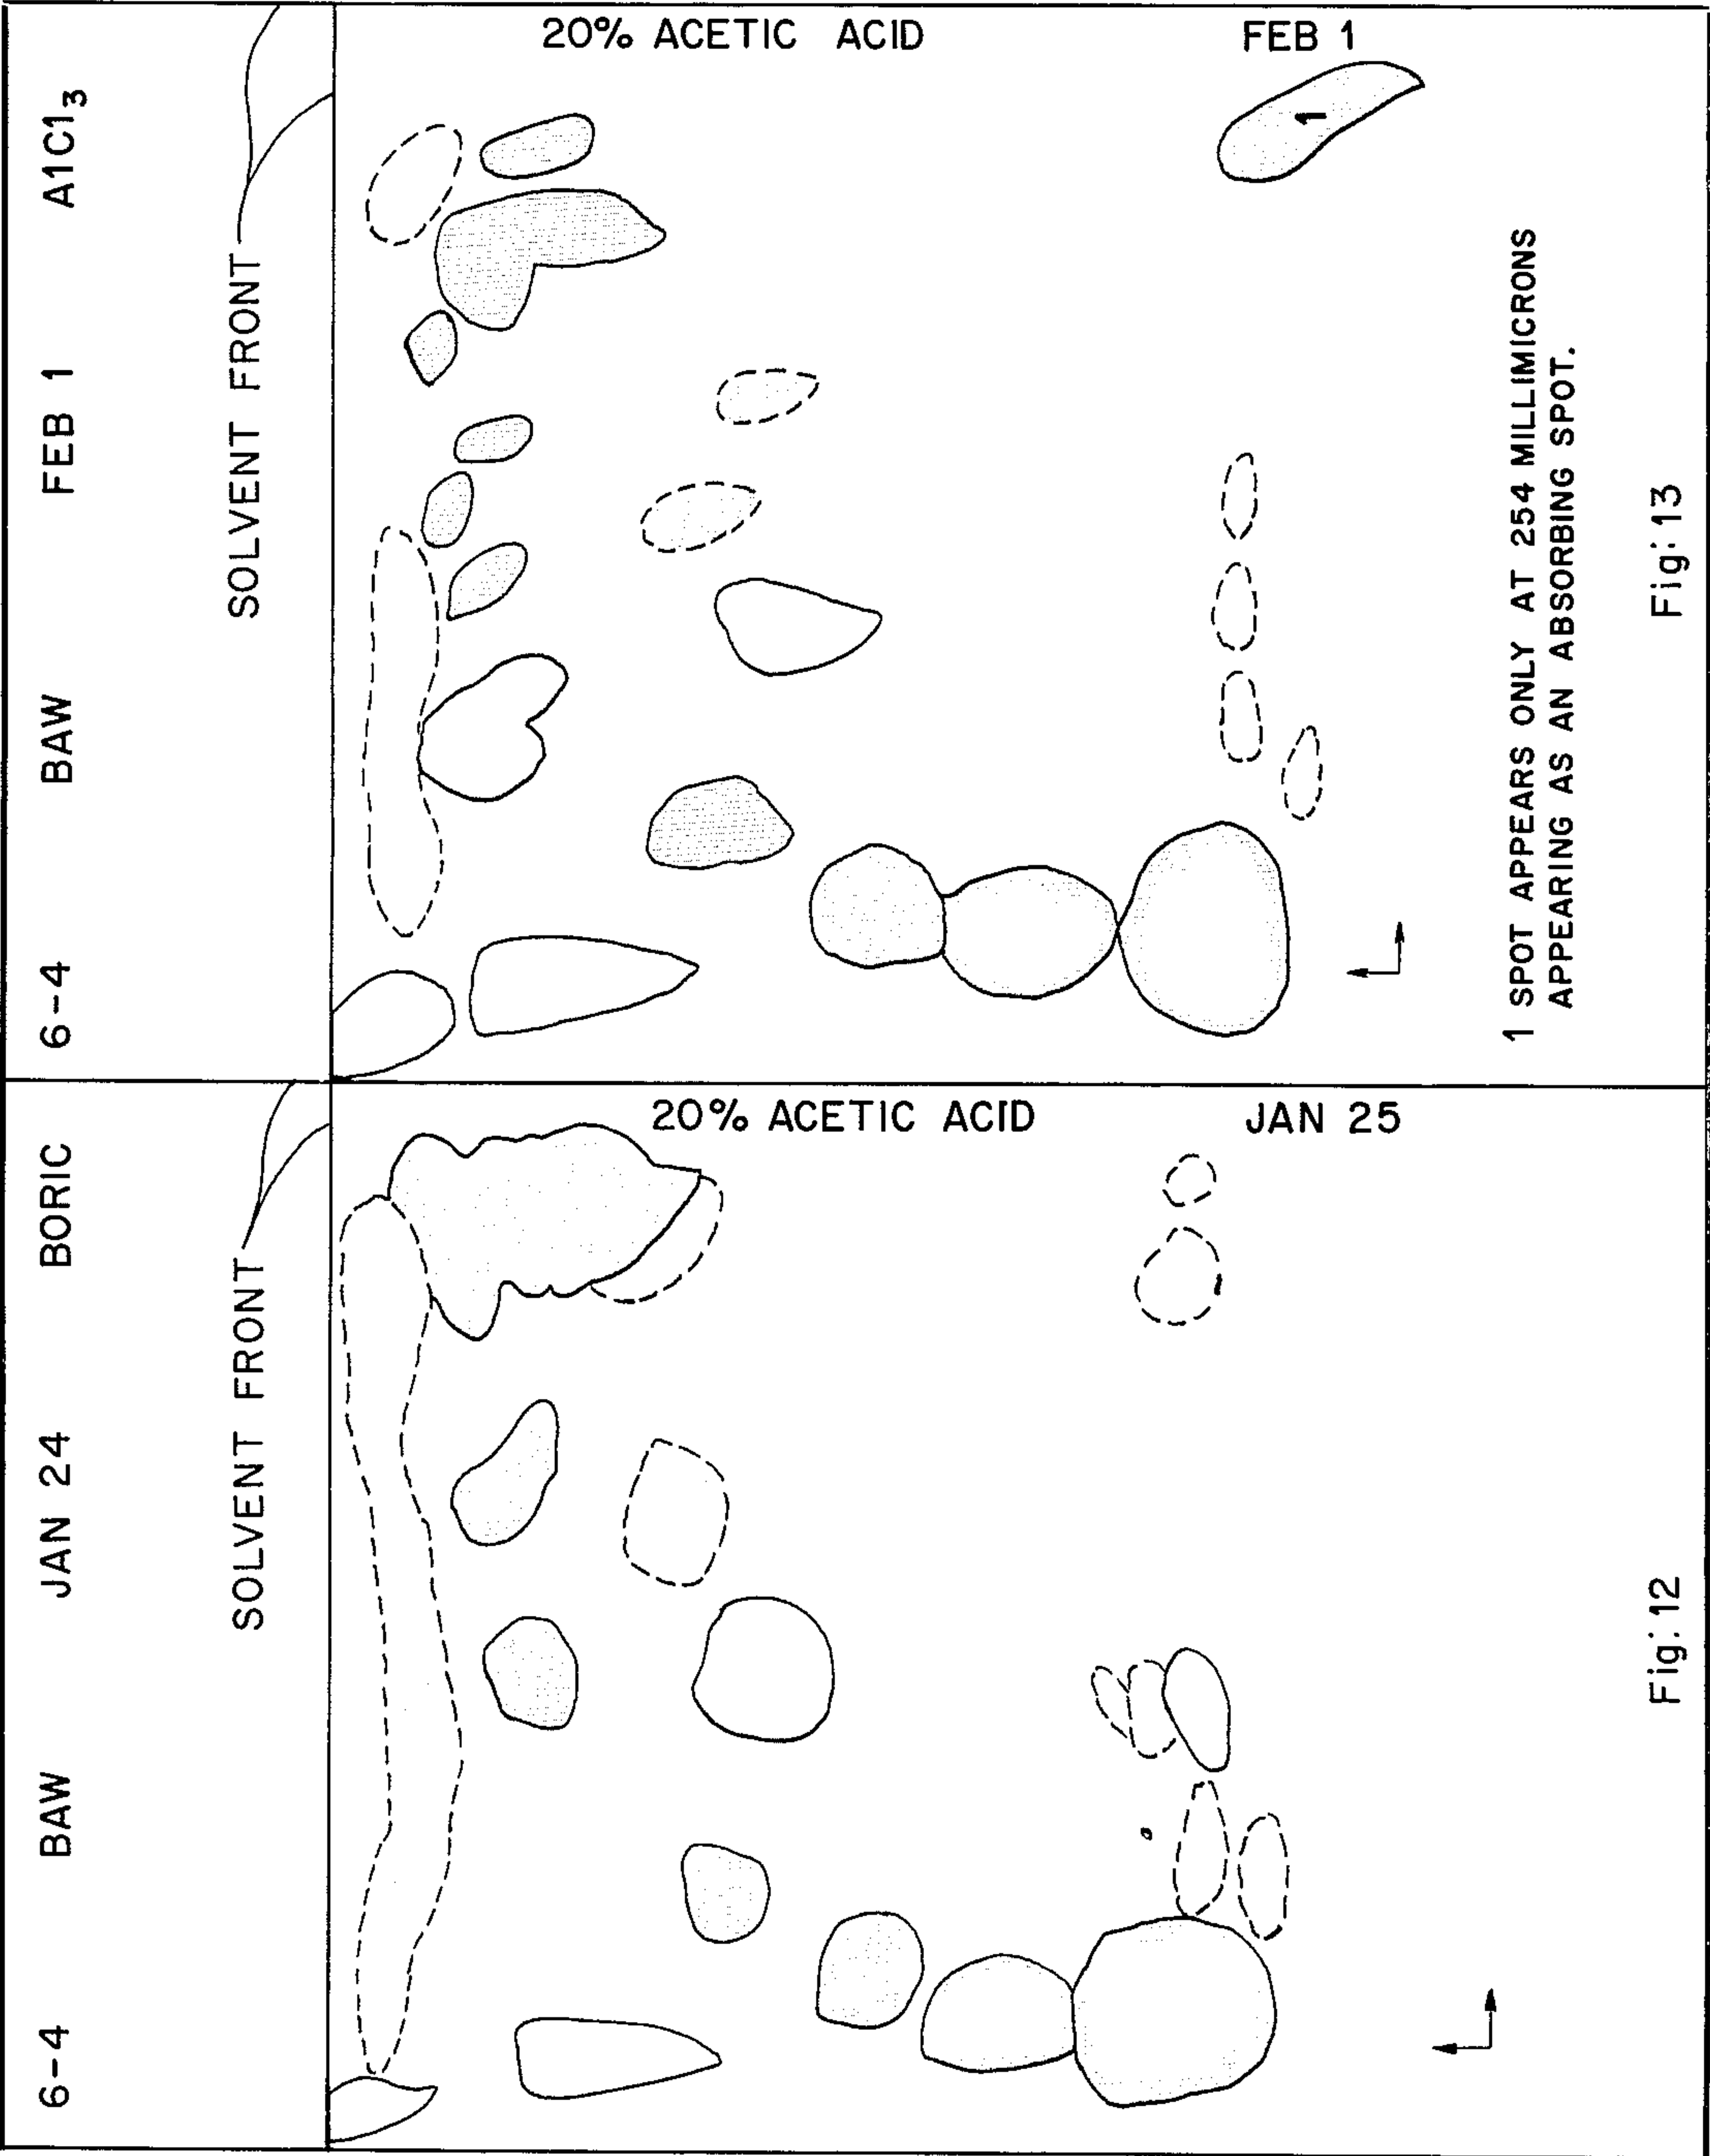 6-4 BAW FEB 1 A1C1₃
SOLVENT FRONT
20% ACETIC ACID FEB 1
1
1 SPOT APPEARS ONLY AT 254 MILLIMICRONS
APPEARING AS AN ABSORBING SPOT.
Fig: 13
6-4 BAW JAN 24 BORIC
SOLVENT FRONT
20% ACETIC ACID JAN 25
Fig: 12